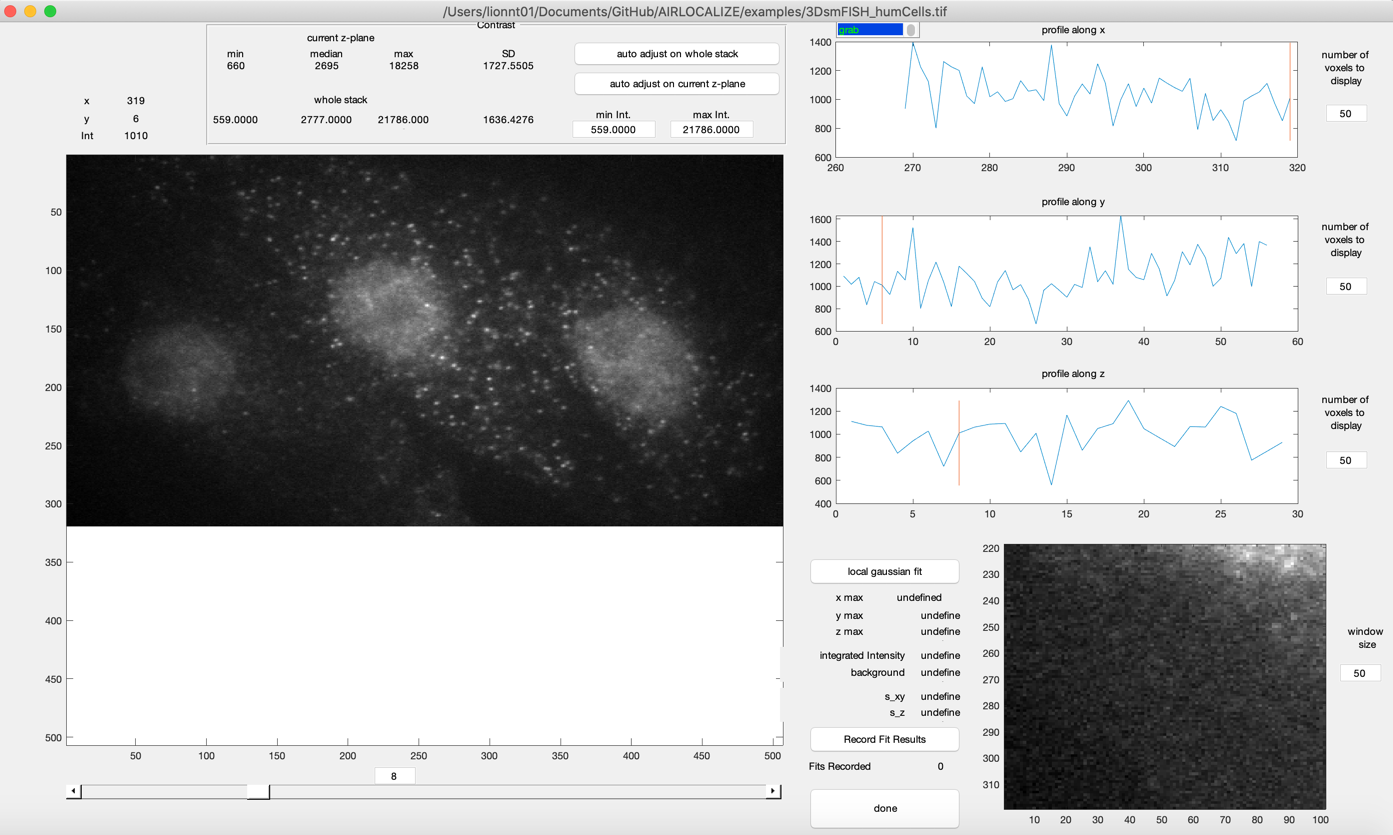 /Users/lionnt01/Documents/GitHub/AIRLOCALIZE/examples/3DsmFISH_humCells.tif
Contrast
current z-plane
min median max SD
660 2695 18258 1727.5505
whole stack
559.0000 2777.0000 21786.000 1636.4276
auto adjust on whole stack
auto adjust on current z-plane
min Int. max Int.
559.0000 21786.0000
x 319
y 6
Int 1010
50
100
150
200
250
300
350
400
450
500
50 100 150 200 250 300 350 400 450 500
8
grab
profile along x
1400
1200
1000
800
600
260 270 280 290 300 310 320
number of
voxels to
display
50
profile along y
1600
1400
1200
1000
800
600
0 10 20 30 40 50 60
number of
voxels to
display
50
profile along z
1400
1200
1000
800
600
400
0 5 10 15 20 25 30
number of
voxels to
display
50
local gaussian fit
x max undefined
y max undefine
z max undefine
integrated Intensity undefine
background undefine
s_xy undefine
s_z undefine
Record Fit Results
Fits Recorded 0
done
220
230
240
250
260
270
280
290
300
310
10 20 30 40 50 60 70 80 90 100
window
size
50